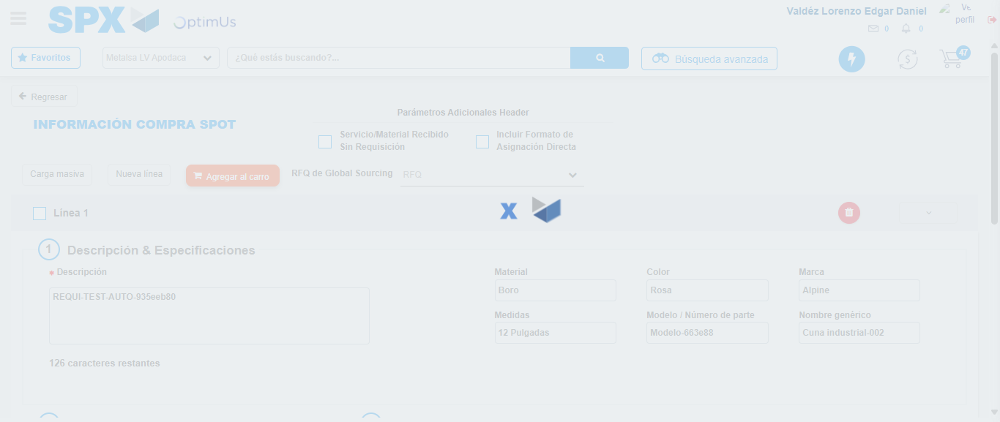 SPX OptimUs
Valdéz Lorenzo Edgar Daniel
Ve
perfil
0 0
Favoritos
Metalsa LV Apodaca
¿Qué estás buscando?...
Búsqueda avanzada
47
Regresar
INFORMACIÓN COMPRA SPOT
Parámetros Adicionales Header
Servicio/Material Recibido
Sin Requisición
Incluir Formato de
Asignación Directa
Carga masiva
Nueva línea
Agregar al carro
RFQ de Global Sourcing
RFQ
Linea 1
X
1 Descripción & Especificaciones
* Descripción
REQUI-TEST-AUTO-935eeb80
126 caracteres restantes
Material
Boro
Color
Rosa
Marca
Alpine
Medidas
12 Pulgadas
Modelo / Número de parte
Modelo-663e88
Nombre genérico
Cuna industrial-002